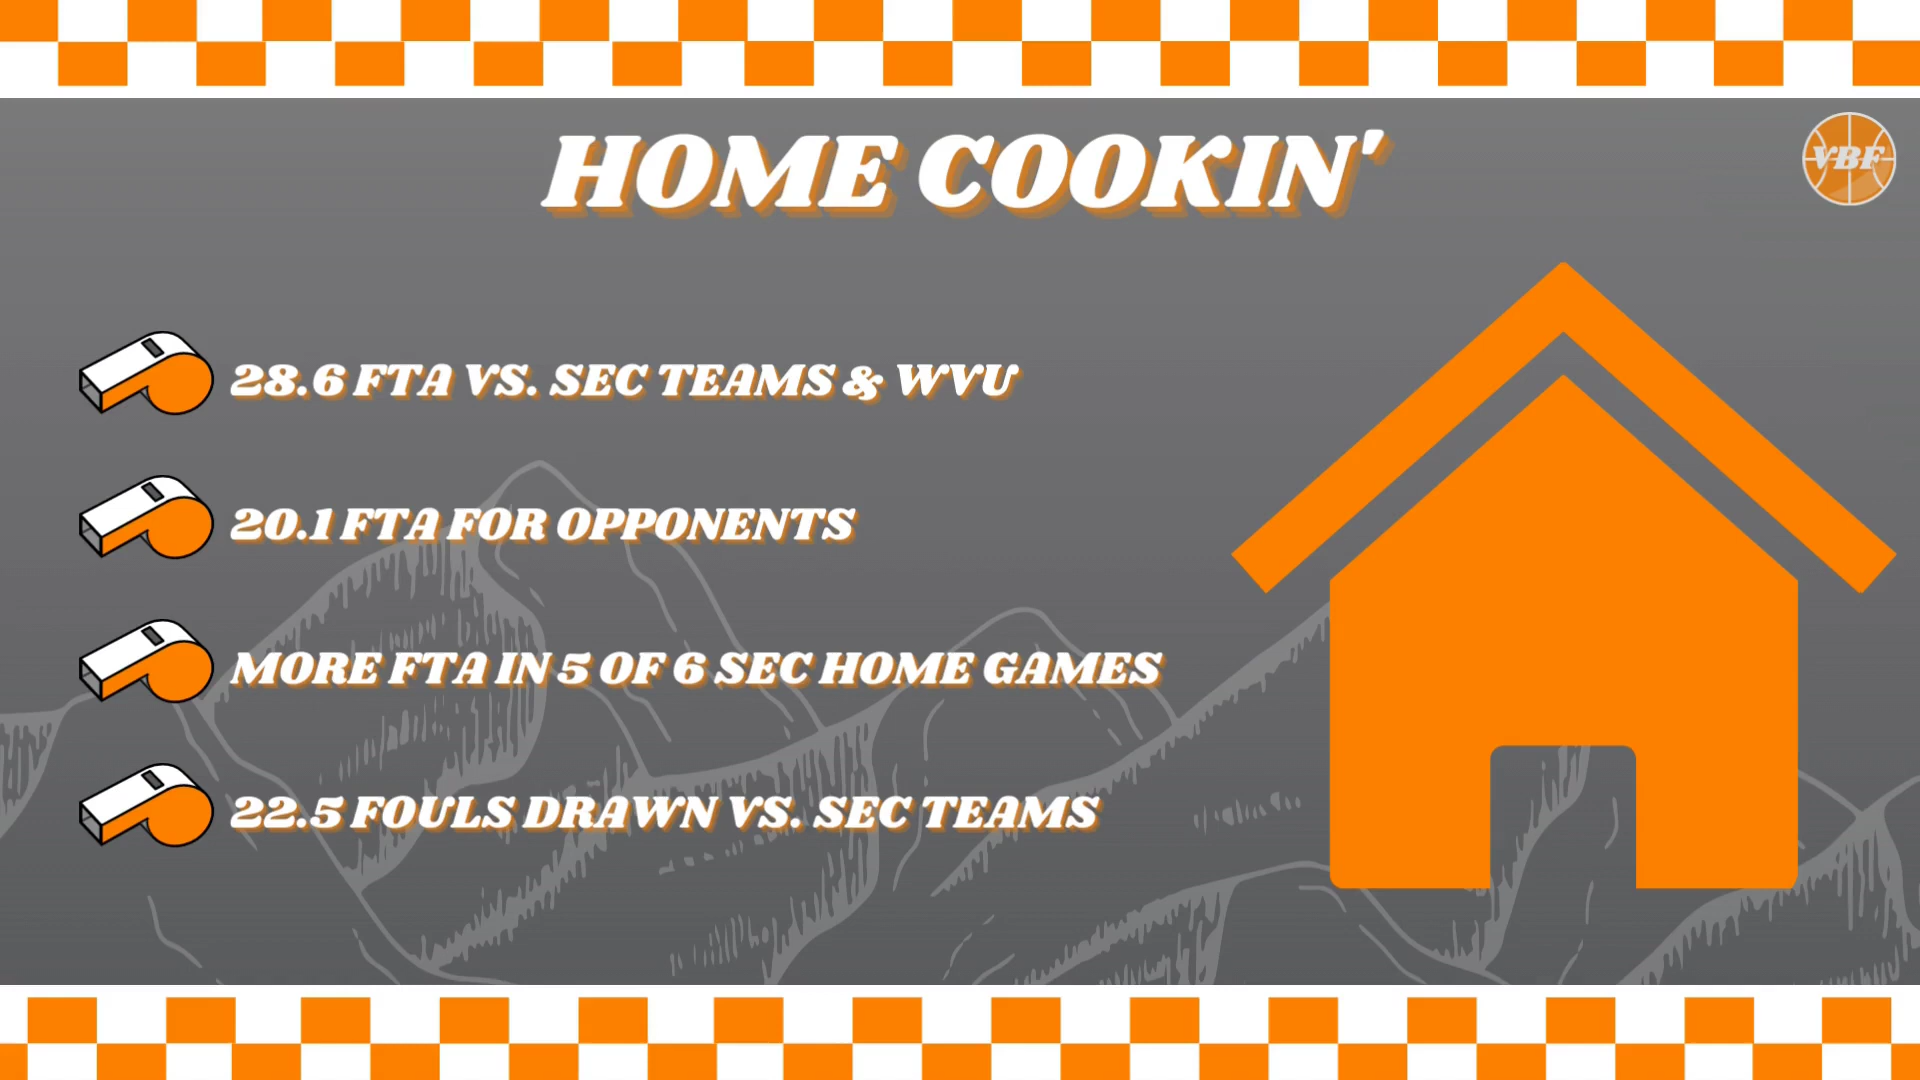 HOME COOKIN'
VBF
28.6 FTA VS. SEC TEAMS & WVU
20.1 FTA FOR OPPONENTS
MORE FTA IN 5 OF 6 SEC HOME GAMES
22.5 FOULS DRAWN VS. SEC TEAMS